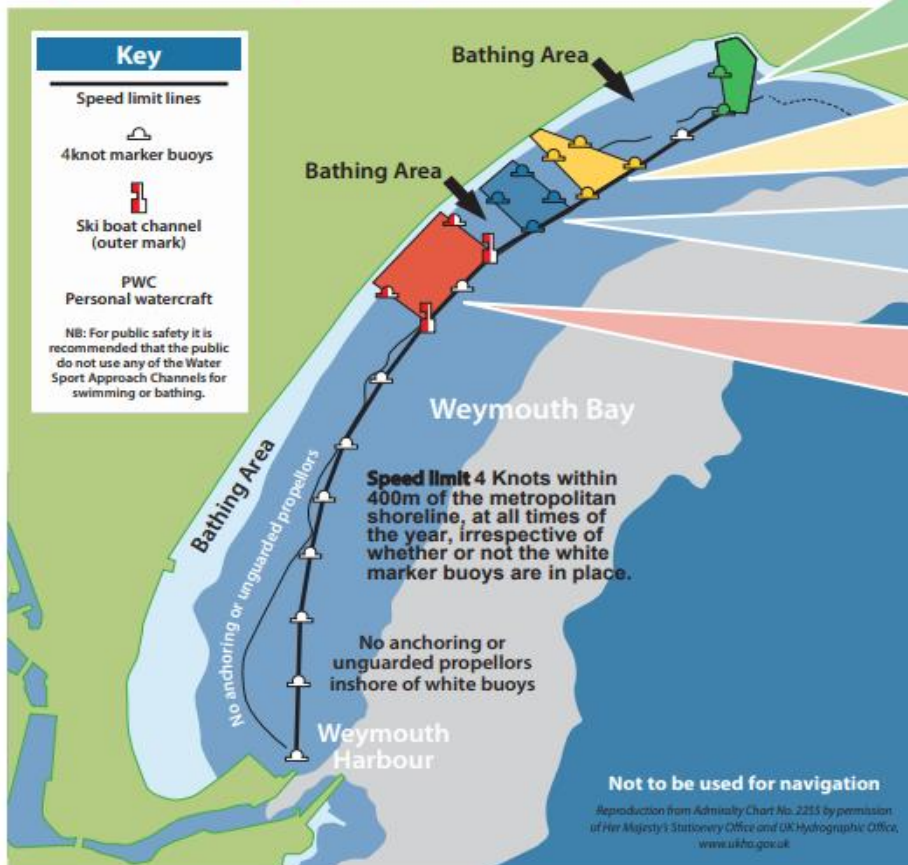 Key
Speed limit lines
4knot marker buoys
Ski boat channel
(outer mark)
PWC
Personal watercraft
NB: For public safety it is
recommended that the public
do not use any of the Water
Sport Approach Channels for
swimming or bathing.
Bathing Area
Bathing Area
Bathing Area
No anchoring or unguarded propellors
Weymouth Bay
Speed limit 4 Knots within
400m of the metropolitan
shoreline, at all times of
the year, irrespective of
whether or not the white
marker buoys are in place.
No anchoring or
unguarded propellors
inshore of white buoys
Weymouth
Harbour
Not to be used for navigation
Reproduction from Admiralty Chart No. 2255 by permission
of Her Majesty's Stationery Office and UK Hydrographic Office,
www.ukho.gov.uk